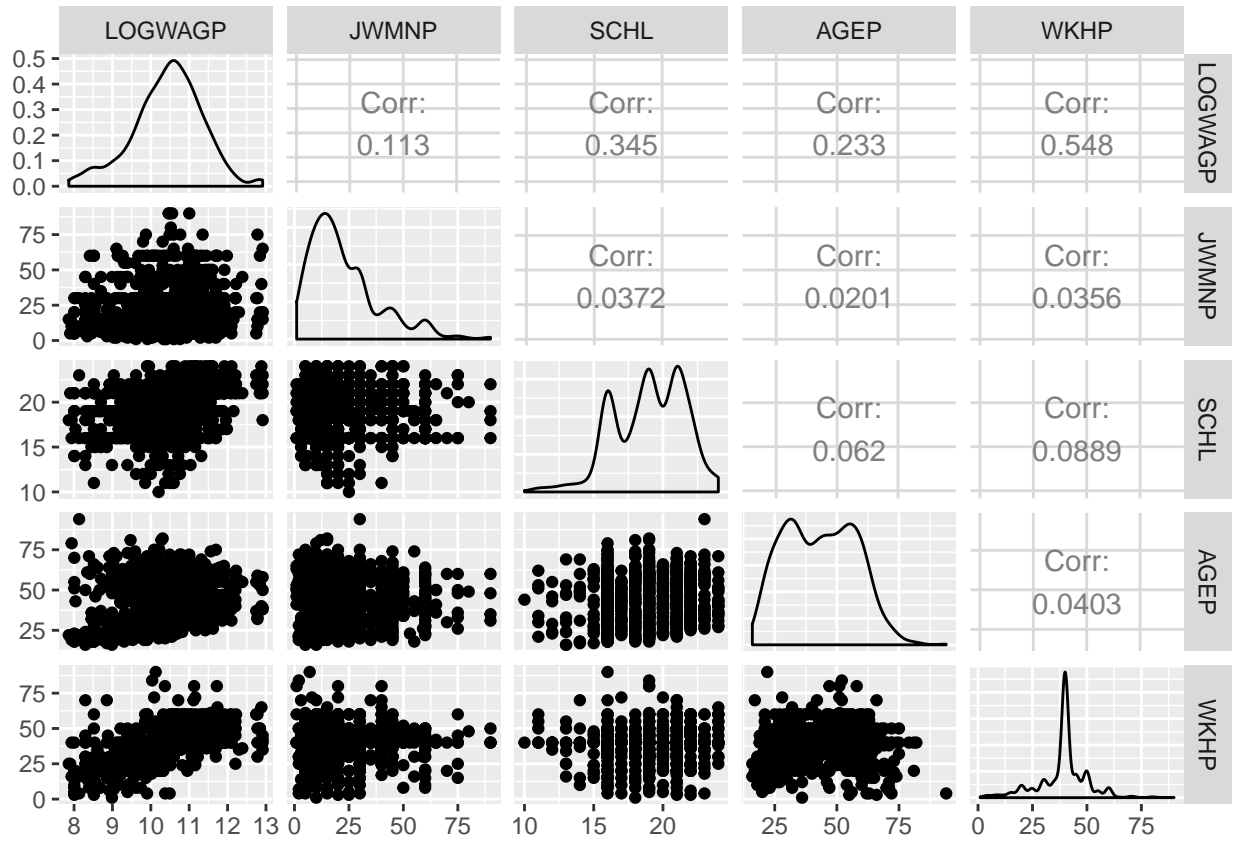 LOGWAGP JWMNP SCHL AGEP WKHP
0.5
0.4
0.3
0.2
0.1
0.0
Corr: Corr: Corr: Corr:
0.113 0.345 0.233 0.548
LOGWAGP
75
50
25
0
Corr: Corr: Corr:
0.0372 0.0201 0.0356
JWMNP
20
15
10
Corr: Corr:
0.062 0.0889
SCHL
75
50
25
Corr:
0.0403
AGEP
75
50
25
0
WKHP
8 9 10 11 12 13 0 25 50 75 10 15 20 25 50 75 0 25 50 75